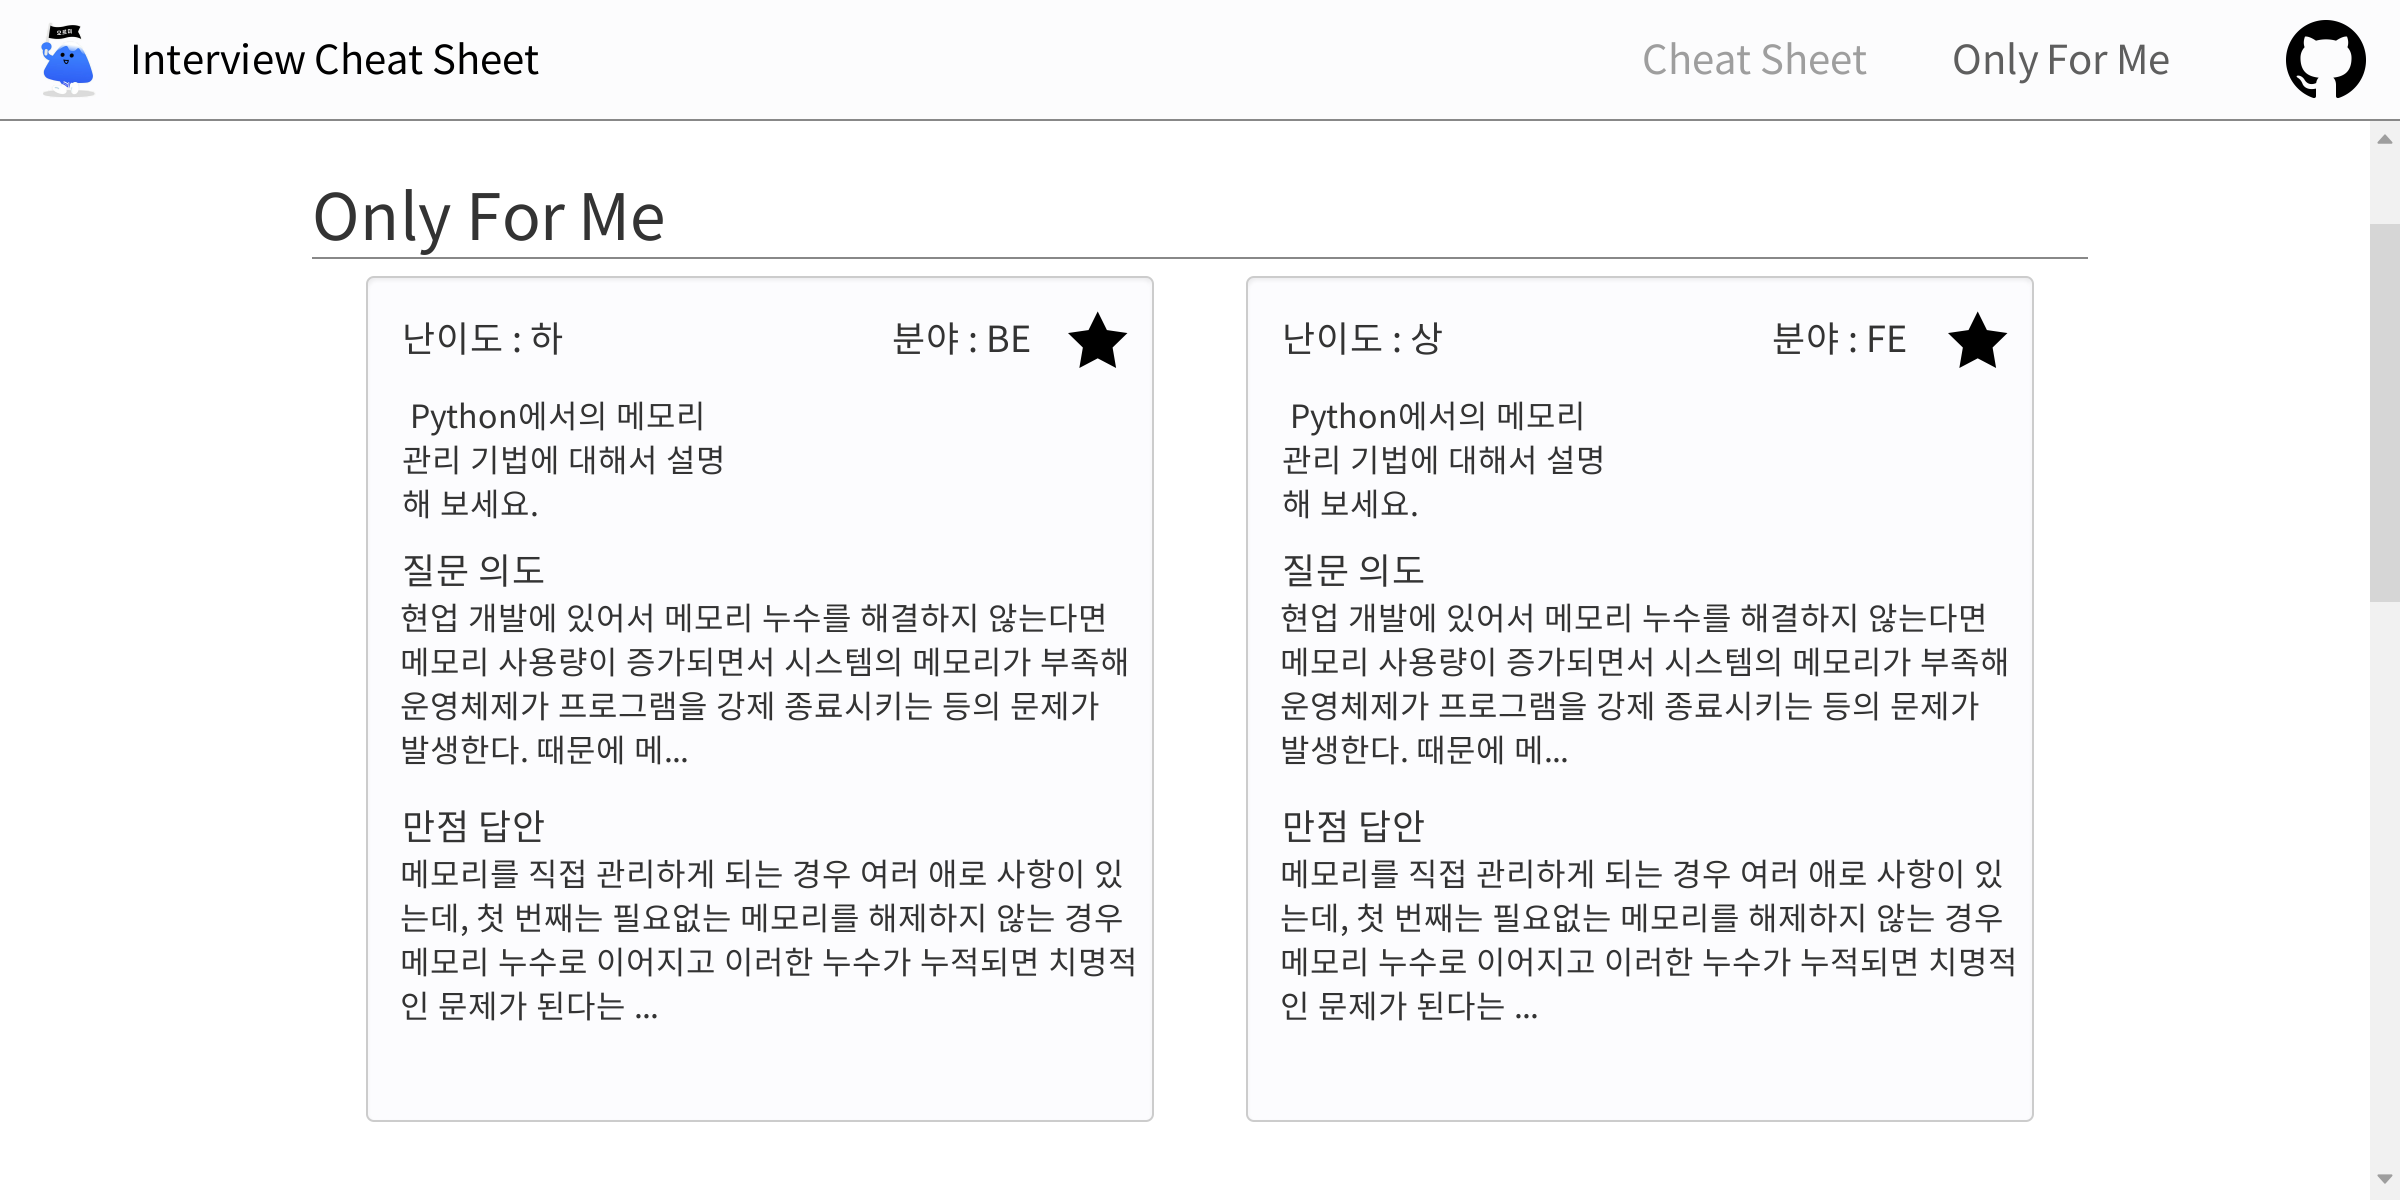 오르미
Interview Cheat Sheet
Cheat Sheet
Only For Me
Only For Me
난이도 : 하
분야 : BE
Python에서의 메모리
관리 기법에 대해서 설명
해 보세요.
질문 의도
현업 개발에 있어서 메모리 누수를 해결하지 않는다면
메모리 사용량이 증가되면서 시스템의 메모리가 부족해
운영체제가 프로그램을 강제 종료시키는 등의 문제가
발생한다. 때문에 메...
만점 답안
메모리를 직접 관리하게 되는 경우 여러 애로 사항이 있
는데, 첫 번째는 필요없는 메모리를 해제하지 않는 경우
메모리 누수로 이어지고 이러한 누수가 누적되면 치명적
인 문제가 된다는 ...
난이도 : 상
분야 : FE
Python에서의 메모리
관리 기법에 대해서 설명
해 보세요.
질문 의도
현업 개발에 있어서 메모리 누수를 해결하지 않는다면
메모리 사용량이 증가되면서 시스템의 메모리가 부족해
운영체제가 프로그램을 강제 종료시키는 등의 문제가
발생한다. 때문에 메...
만점 답안
메모리를 직접 관리하게 되는 경우 여러 애로 사항이 있
는데, 첫 번째는 필요없는 메모리를 해제하지 않는 경우
메모리 누수로 이어지고 이러한 누수가 누적되면 치명적
인 문제가 된다는 ...